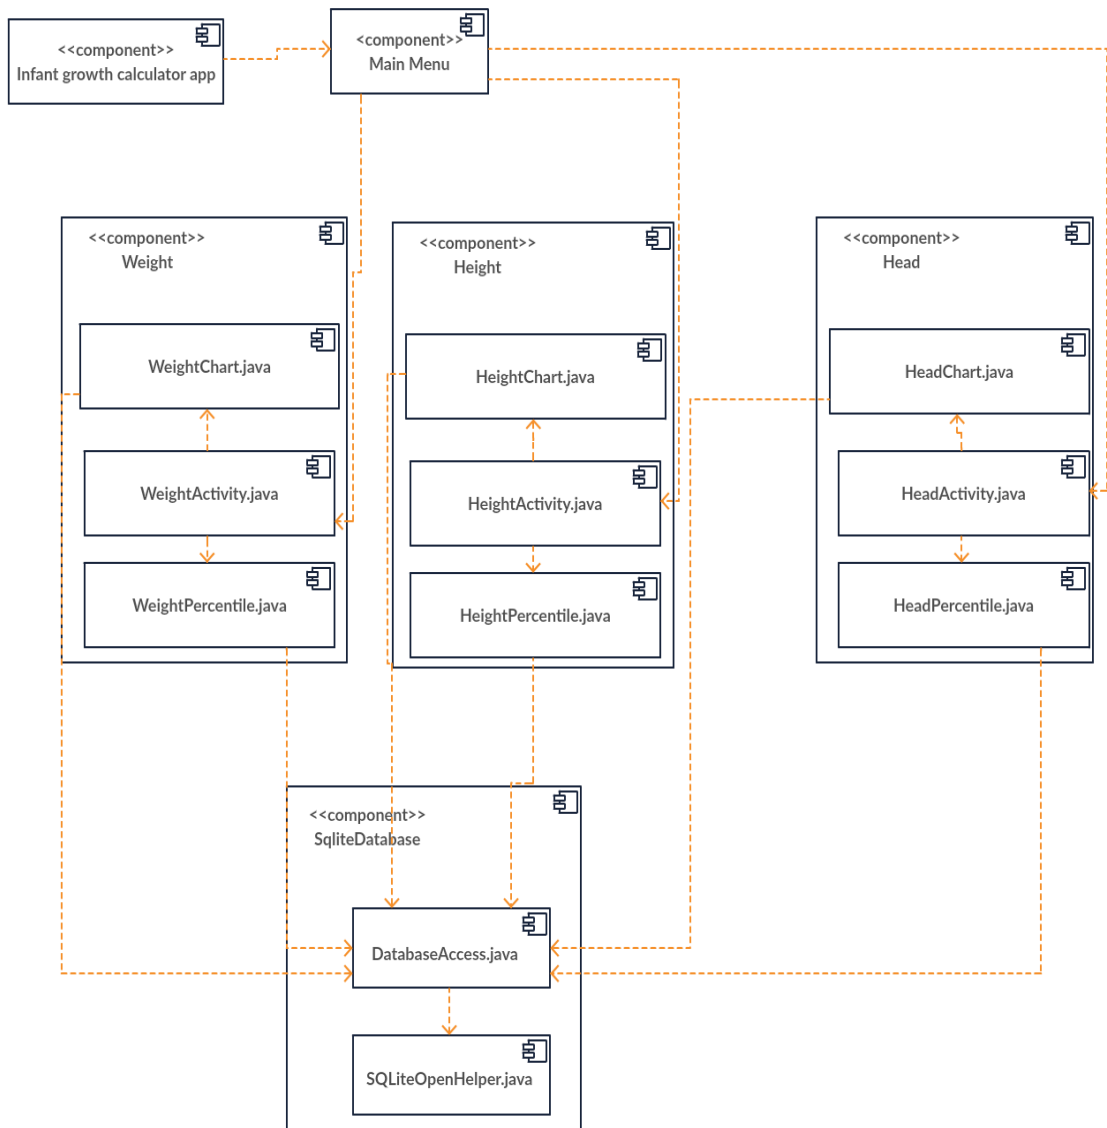 <<component>>
Infant growth calculator app
<component>>
Main Menu
<<component>>
Weight
WeightChart.java
WeightActivity.java
WeightPercentile.java
<<component>>
Height
HeightChart.java
HeightActivity.java
HeightPercentile.java
<<component>>
Head
HeadChart.java
HeadActivity.java
HeadPercentile.java
<<component>>
SqliteDatabase
DatabaseAccess.java
SQLiteOpenHelper.java